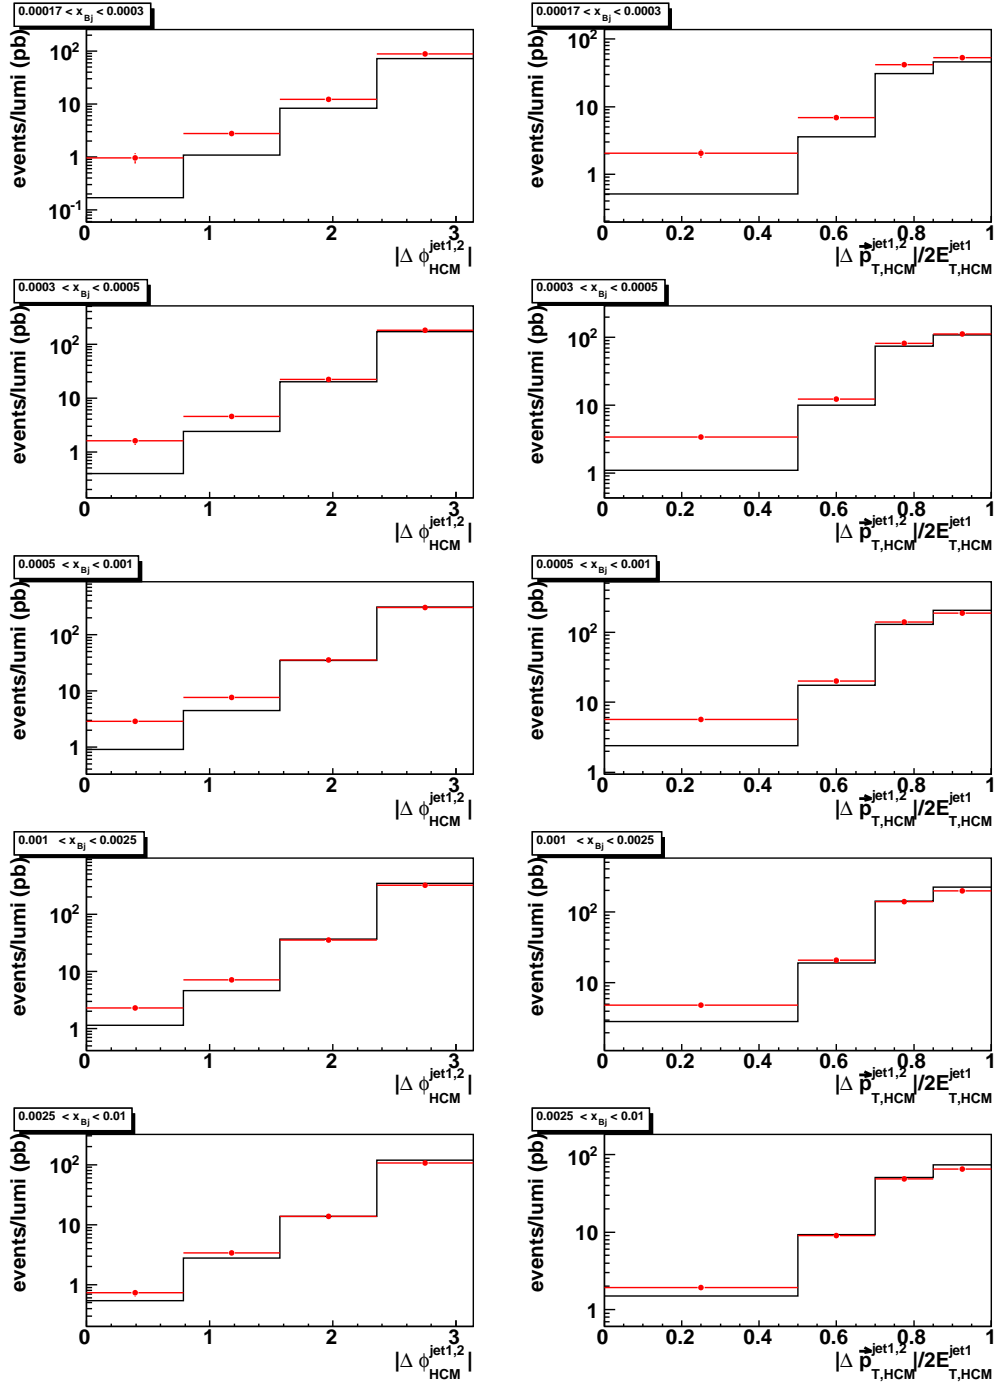 0.00017 < x_Bj < 0.0003
events/lumi (pb)
10^2
10
1
10^-1
0 1 2 3
|Δ ϕ^jet1,2_HCM|
0.00017 < x_Bj < 0.0003
events/lumi (pb)
10^2
10
1
0 0.2 0.4 0.6 0.8 1
|Δ p⃗^jet1,2_T,HCM|/2E^jet1_T,HCM
0.0003 < x_Bj < 0.0005
events/lumi (pb)
10^2
10
1
0 1 2 3
|Δ ϕ^jet1,2_HCM|
0.0003 < x_Bj < 0.0005
events/lumi (pb)
10^2
10
1
0 0.2 0.4 0.6 0.8 1
|Δ p⃗^jet1,2_T,HCM|/2E^jet1_T,HCM
0.0005 < x_Bj < 0.001
events/lumi (pb)
10^2
10
1
0 1 2 3
|Δ ϕ^jet1,2_HCM|
0.0005 < x_Bj < 0.001
events/lumi (pb)
10^2
10
1
0 0.2 0.4 0.6 0.8 1
|Δ p⃗^jet1,2_T,HCM|/2E^jet1_T,HCM
0.001 < x_Bj < 0.0025
events/lumi (pb)
10^2
10
1
0 1 2 3
|Δ ϕ^jet1,2_HCM|
0.001 < x_Bj < 0.0025
events/lumi (pb)
10^2
10
0 0.2 0.4 0.6 0.8 1
|Δ p⃗^jet1,2_T,HCM|/2E^jet1_T,HCM
0.0025 < x_Bj < 0.01
events/lumi (pb)
10^2
10
1
0 1 2 3
|Δ ϕ^jet1,2_HCM|
0.0025 < x_Bj < 0.01
events/lumi (pb)
10^2
10
1
0 0.2 0.4 0.6 0.8 1
|Δ p⃗^jet1,2_T,HCM|/2E^jet1_T,HCM